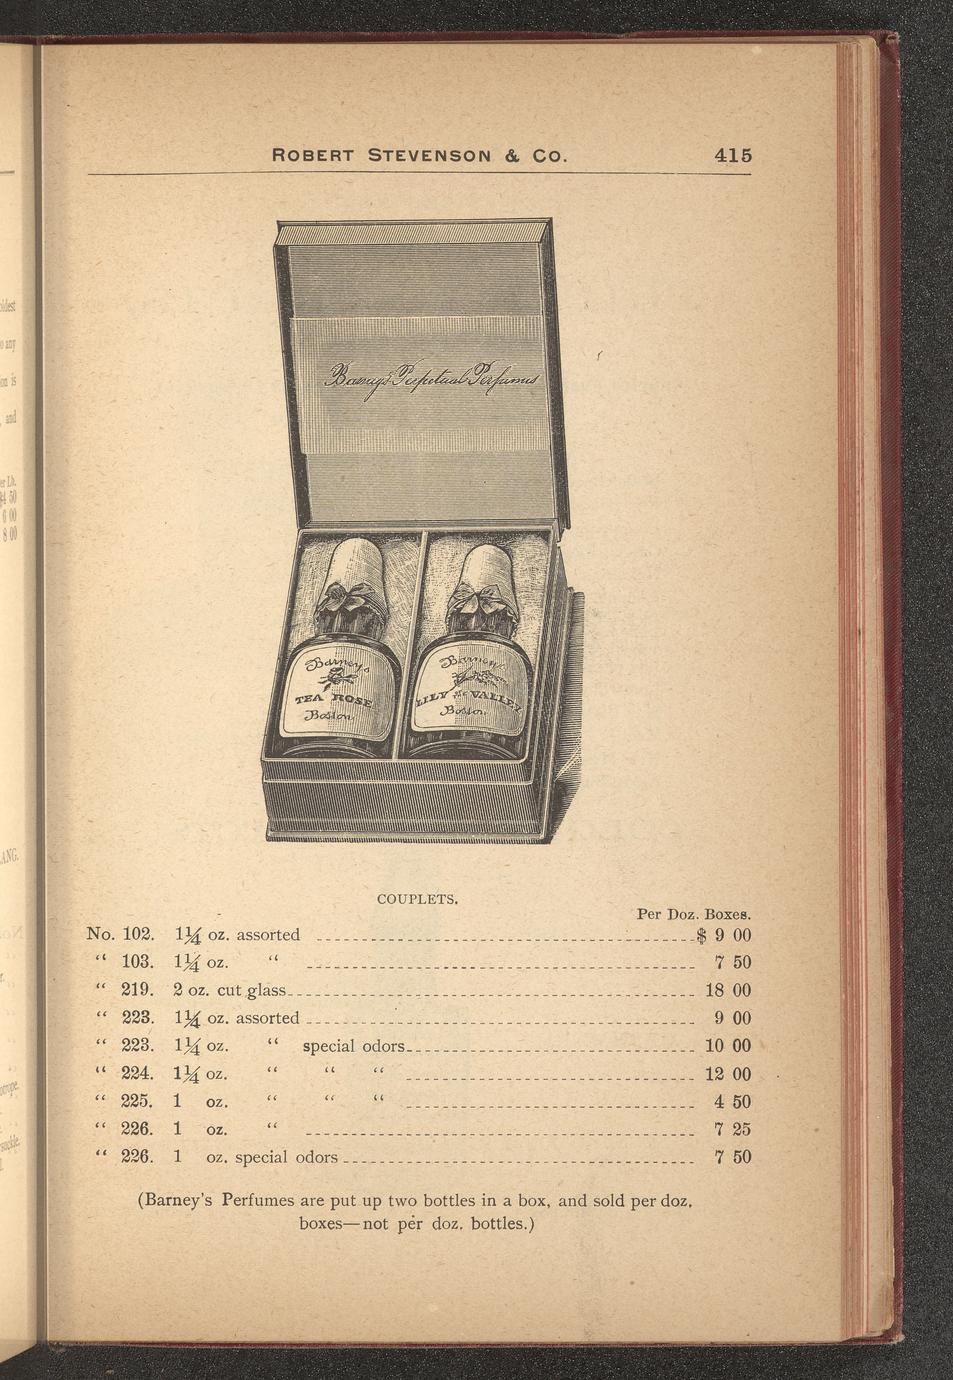 ROBERT STEVENSON & CO. 415
Barney's Perpetual Perfumes
Barney's
TEA ROSE
Boston
Barney's
LILY OF THE VALLEY
Boston
COUPLETS.
Per Doz. Boxes.
No. 102. 1¼ oz. assorted $ 9 00
“ 103. 1¼ oz. “ 7 50
“ 219. 2 oz. cut glass 18 00
“ 223. 1¼ oz. assorted 9 00
“ 223. 1¼ oz. “ special odors 10 00
“ 224. 1¼ oz. “ “ “ 12 00
“ 225. 1 oz. “ “ “ 4 50
“ 226. 1 oz. “ 7 25
“ 226. 1 oz. special odors 7 50
(Barney's Perfumes are put up two bottles in a box, and sold per doz.
boxes—not per doz. bottles.)